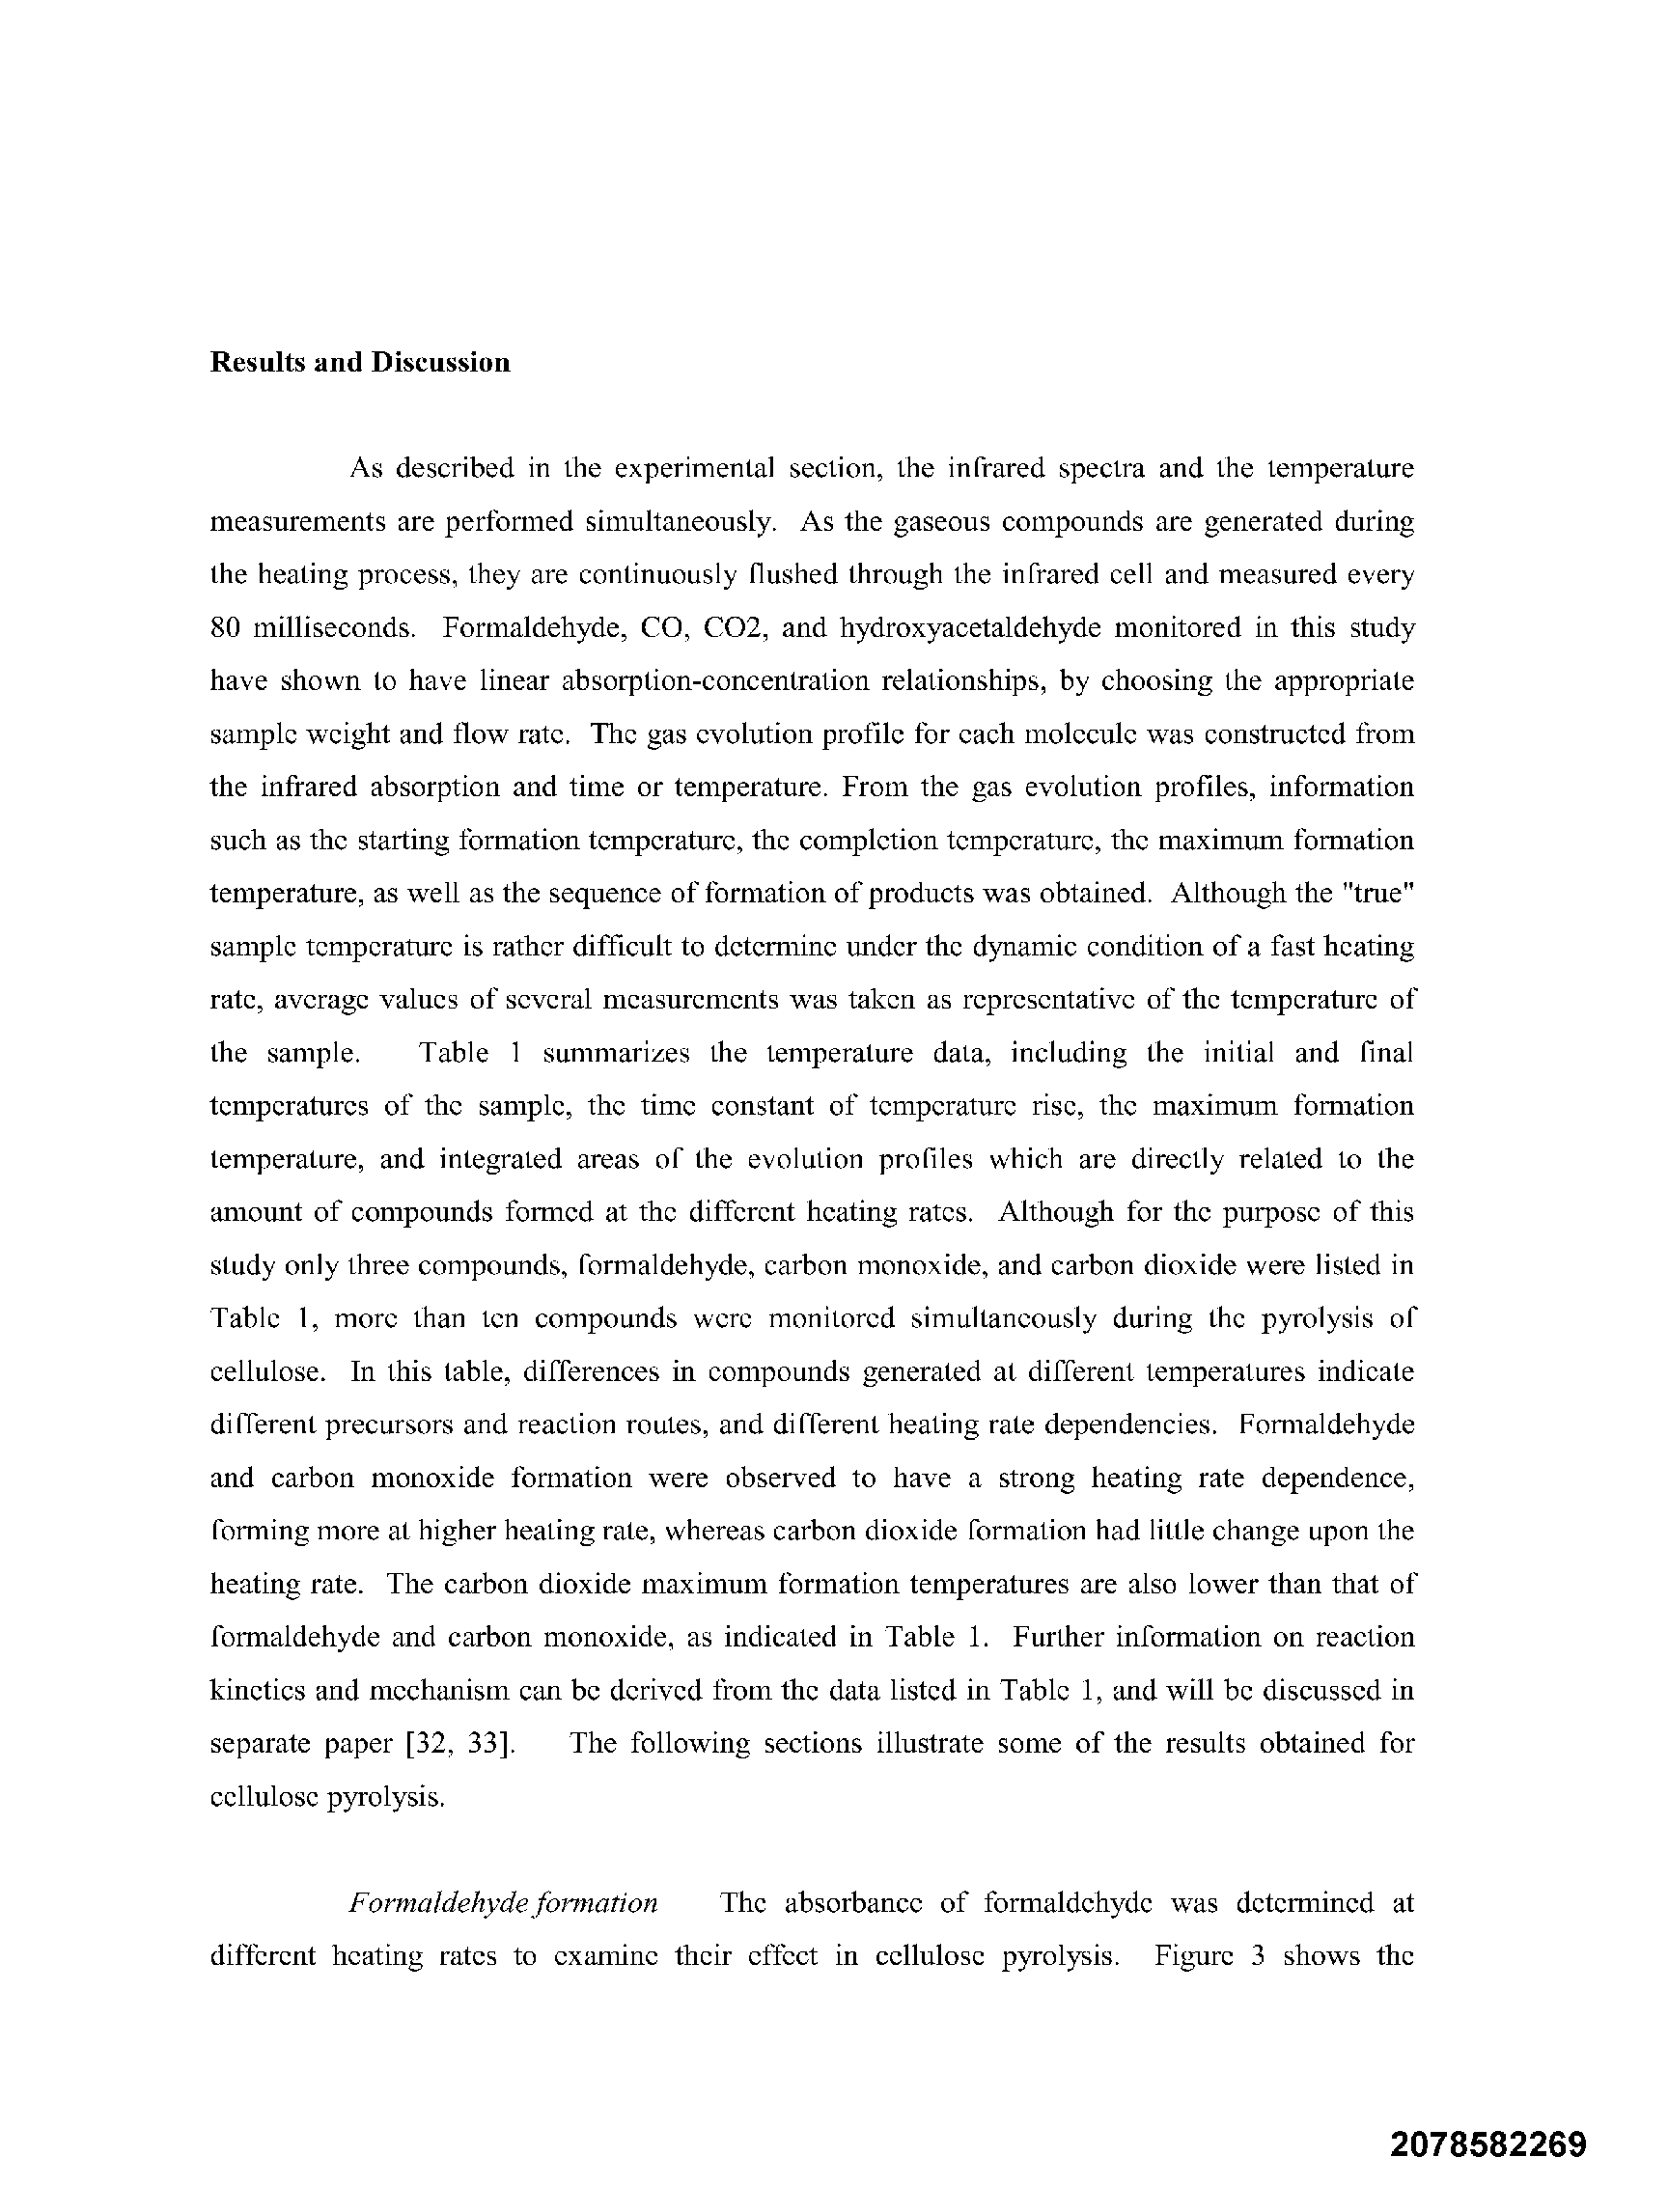 Results and Discussion
As described in the experimental section, the infrared spectra and the temperature
measurements are performed simultaneously. As the gaseous compounds are generated during
the heating process, they are continuously flushed through the infrared cell and measured every
80 milliseconds. Formaldehyde, CO, CO2, and hydroxyacetaldehyde monitored in this study
have shown to have linear absorption-concentration relationships, by choosing the appropriate
sample weight and flow rate. The gas evolution profile for each molecule was constructed from
the infrared absorption and time or temperature. From the gas evolution profiles, information
such as the starting formation temperature, the completion temperature, the maximum formation
temperature, as well as the sequence of formation of products was obtained. Although the "true"
sample temperature is rather difficult to determine under the dynamic condition of a fast heating
rate, average values of several measurements was taken as representative of the temperature of
the sample. Table 1 summarizes the temperature data, including the initial and final
temperatures of the sample, the time constant of temperature rise, the maximum formation
temperature, and integrated areas of the evolution profiles which are directly related to the
amount of compounds formed at the different heating rates. Although for the purpose of this
study only three compounds, formaldehyde, carbon monoxide, and carbon dioxide were listed in
Table 1, more than ten compounds were monitored simultaneously during the pyrolysis of
cellulose. In this table, differences in compounds generated at different temperatures indicate
different precursors and reaction routes, and different heating rate dependencies. Formaldehyde
and carbon monoxide formation were observed to have a strong heating rate dependence,
forming more at higher heating rate, whereas carbon dioxide formation had little change upon the
heating rate. The carbon dioxide maximum formation temperatures are also lower than that of
formaldehyde and carbon monoxide, as indicated in Table 1. Further information on reaction
kinetics and mechanism can be derived from the data listed in Table 1, and will be discussed in
separate paper [32, 33]. The following sections illustrate some of the results obtained for
cellulose pyrolysis.
Formaldehyde formation The absorbance of formaldehyde was determined at
different heating rates to examine their effect in cellulose pyrolysis. Figure 3 shows the
2078582269